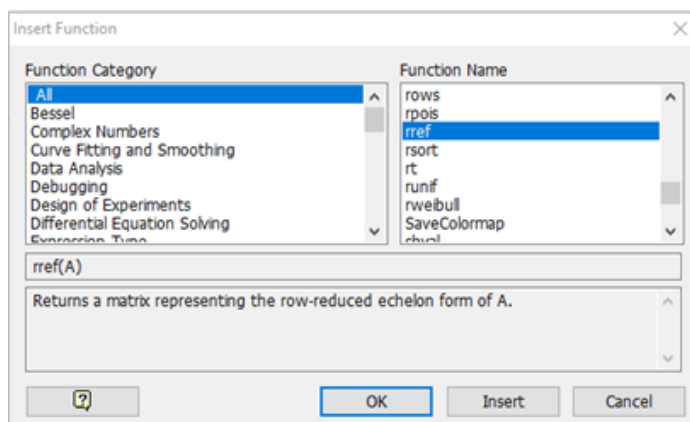 Insert Function
Function Category
All
Bessel
Complex Numbers
Curve Fitting and Smoothing
Data Analysis
Debugging
Design of Experiments
Differential Equation Solving
Expression Type
Function Name
rows
rpois
rref
rsort
rt
runif
rweibull
SaveColormap
rref(A)
Returns a matrix representing the row-reduced echelon form of A.
OK
Insert
Cancel